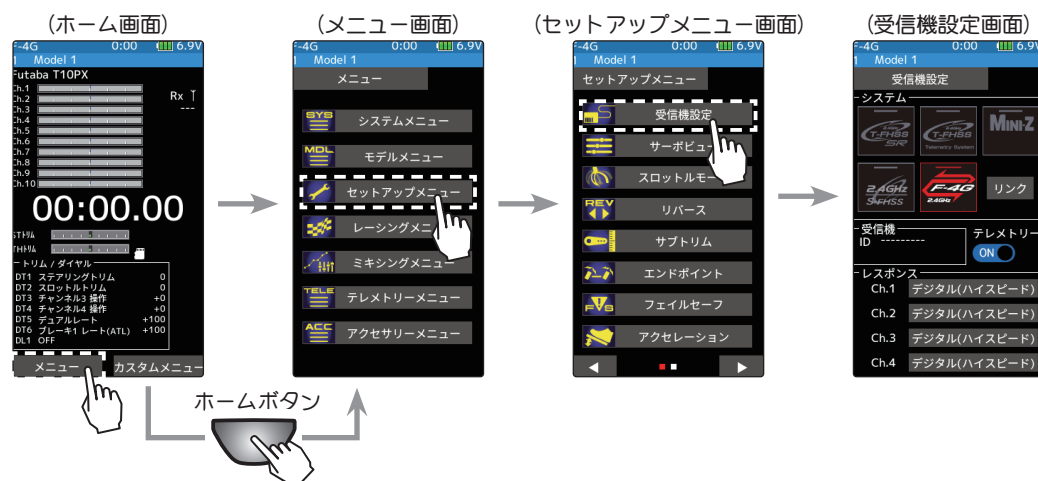 (ホーム画面)
F-4G 0:00 6.9V
1 Model 1
Futaba T10PX
Ch.1
Ch.2
Ch.3
Ch.4
Ch.5
Ch.6
Ch.7
Ch.8
Ch.9
Ch.10
Rx
---
00:00.00
STトリム
THトリム
トリム / ダイヤル
DT1 ステアリングトリム 0
DT2 スロットルトリム 0
DT3 チャンネル3 操作 +0
DT4 チャンネル4 操作 +0
DT5 デュアルレート +100
DT6 ブレーキ1 レート(ATL) +100
DL1 OFF
メニュー カスタムメニュー
ホームボタン
(メニュー画面)
-4G 0:00 6.9V
1 Model 1
メニュー
SYS システムメニュー
MDL モデルメニュー
セットアップメニュー
レーシングメニ
ミキシングメニュー
TELE テレメトリーメニュー
ACC アクセサリーメニュー
(セットアップメニュー画面)
-4G 0:00 6.9V
1 Model 1
セットアップメニュー
受信機設定
サーボビュ
スロットルモー
REV リバース
サブトリム
エンドポイント
F/S フェイルセーフ
アクセレーション
(受信機設定画面)
-4G 0:00 6.9V
1 Model 1
受信機設定
システム
2.4GHz T-FHSS SR
2.4GHz T-FHSS Telemetry System
MINI-Z
2.4GHz S-FHSS
F-4G 2.4GHz
リンク
受信機
ID ---------
テレメトリー
ON
レスポンス
Ch.1 デジタル(ハイスピード)
Ch.2 デジタル(ハイスピード)
Ch.3 デジタル(ハイスピード)
Ch.4 デジタル(ハイスピード)